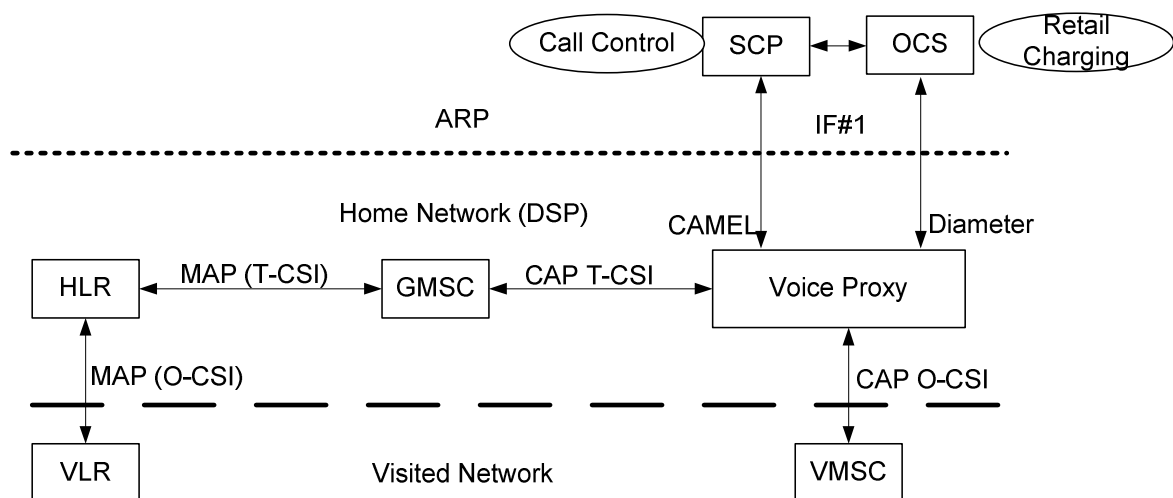 Call Control
SCP
OCS
Retail
Charging
ARP
IF#1
Home Network (DSP)
CAMEL
Diameter
HLR
MAP (T-CSI)
GMSC
CAP T-CSI
Voice Proxy
MAP (O-CSI)
CAP O-CSI
VLR
Visited Network
VMSC